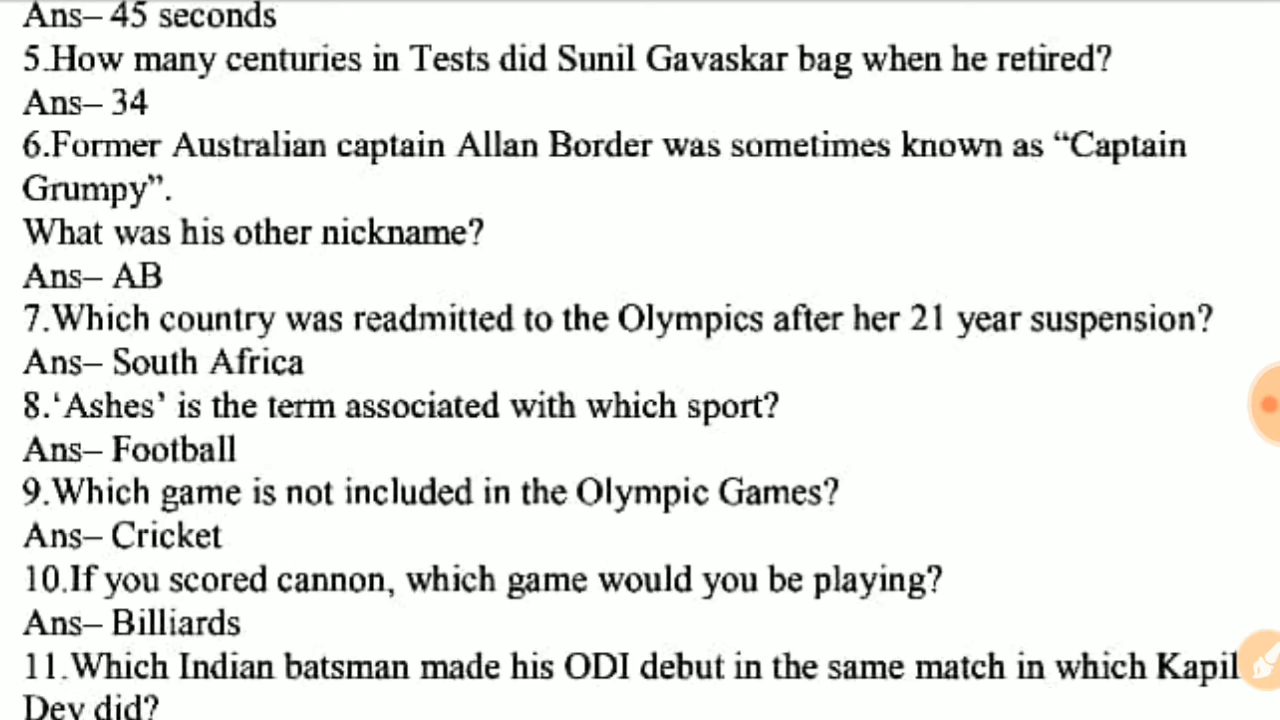 Ans– 45 seconds
5.How many centuries in Tests did Sunil Gavaskar bag when he retired?
Ans– 34
6.Former Australian captain Allan Border was sometimes known as “Captain
Grumpy”.
What was his other nickname?
Ans– AB
7.Which country was readmitted to the Olympics after her 21 year suspension?
Ans– South Africa
8.‘Ashes’ is the term associated with which sport?
Ans– Football
9.Which game is not included in the Olympic Games?
Ans– Cricket
10.If you scored cannon, which game would you be playing?
Ans– Billiards
11.Which Indian batsman made his ODI debut in the same match in which Kapil
Dev did?